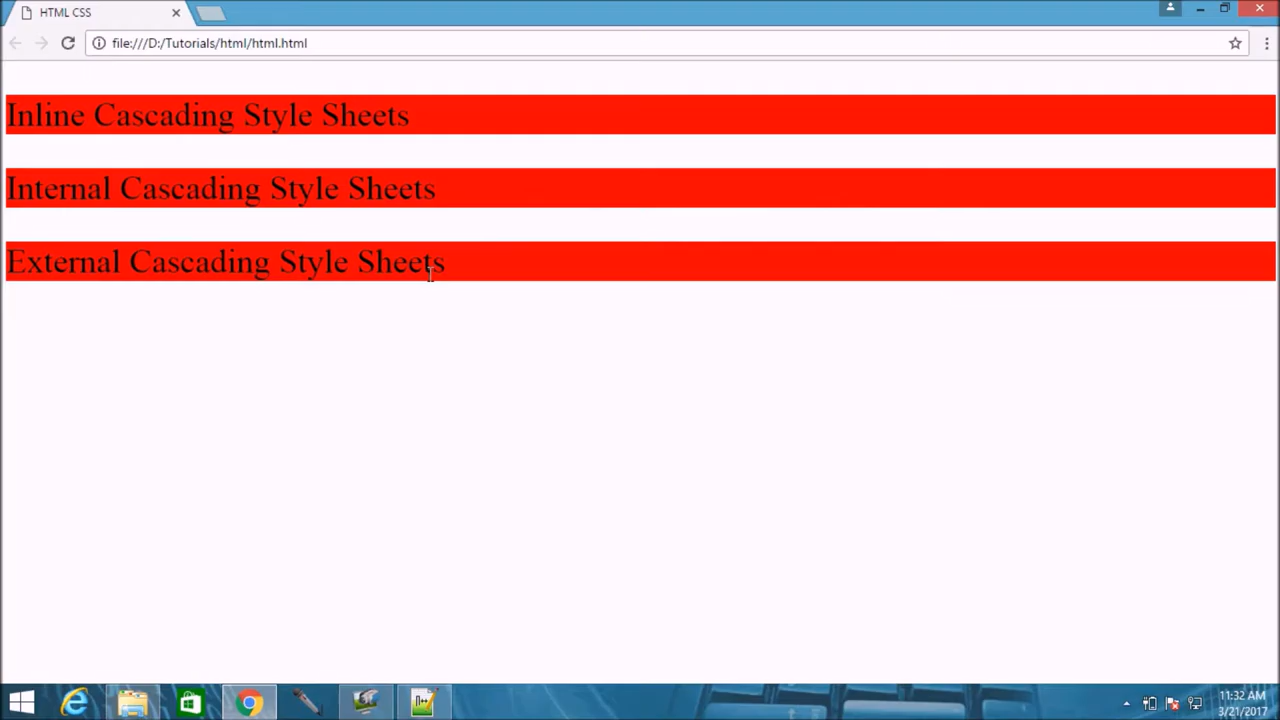 HTML CSS
file:///D:/Tutorials/html/html.html
Inline Cascading Style Sheets
Internal Cascading Style Sheets
External Cascading Style Sheets
11:32 AM
3/21/2017